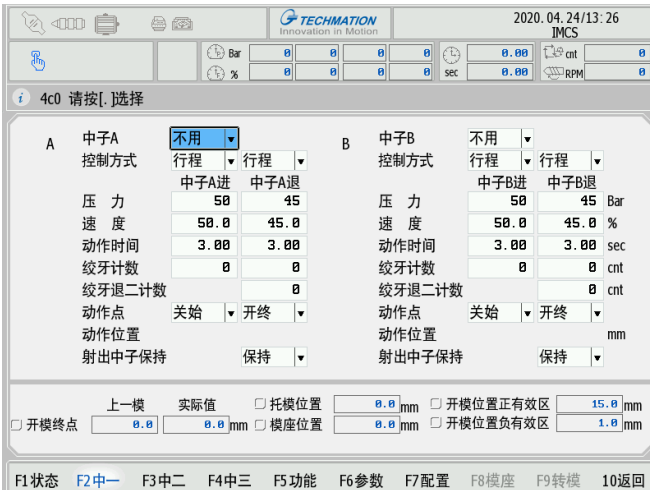 TECHMATION
Innovation in Motion
2020.04.24/13:26
IMCS
Bar 0 0 0 0 0.00 cnt 0
% 0 0 0 0 sec 0.00 RPM 0
i 4c0 请按[.]选择
A 中子A 不用 B 中子B 不用
控制方式 行程 行程 控制方式 行程 行程
中子A进 中子A退 中子B进 中子B退
压 力 50 45 压 力 50 45 Bar
速 度 50.0 45.0 速 度 50.0 45.0 %
动作时间 3.00 3.00 动作时间 3.00 3.00 sec
绞牙计数 0 0 绞牙计数 0 0 cnt
绞牙退二计数 0 绞牙退二计数 0 cnt
动作点 关始 开终 动作点 关始 开终
动作位置 动作位置 mm
射出中子保持 保持 射出中子保持 保持
上一模 实际值 托模位置 0.0 mm 开模位置正有效区 15.0 mm
开模终点 0.0 0.0 mm 模座位置 0.0 mm 开模位置负有效区 1.0 mm
F1状态 F2中一 F3中二 F4中三 F5功能 F6参数 F7配置 F8模座 F9转模 10返回